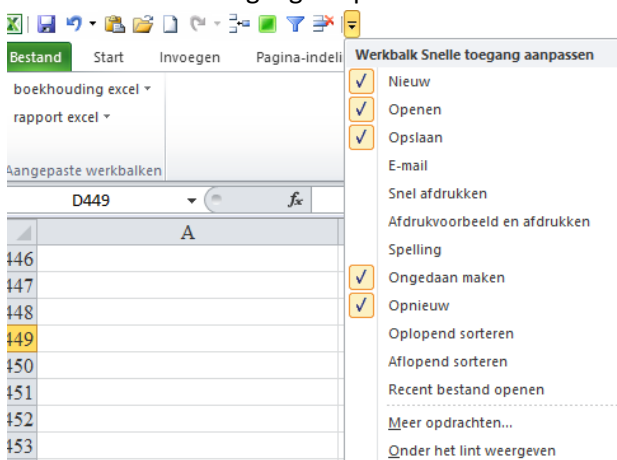 Bestand Start Invoegen Pagina-indeli
boekhouding excel
rapport excel
Aangepaste werkbalken
D449 fx
A
446
447
448
449
450
451
452
453
Werkbalk Snelle toegang aanpassen
Nieuw
Openen
Opslaan
E-mail
Snel afdrukken
Afdrukvoorbeeld en afdrukken
Spelling
Ongedaan maken
Opnieuw
Oplopend sorteren
Aflopend sorteren
Recent bestand openen
Meer opdrachten...
Onder het lint weergeven